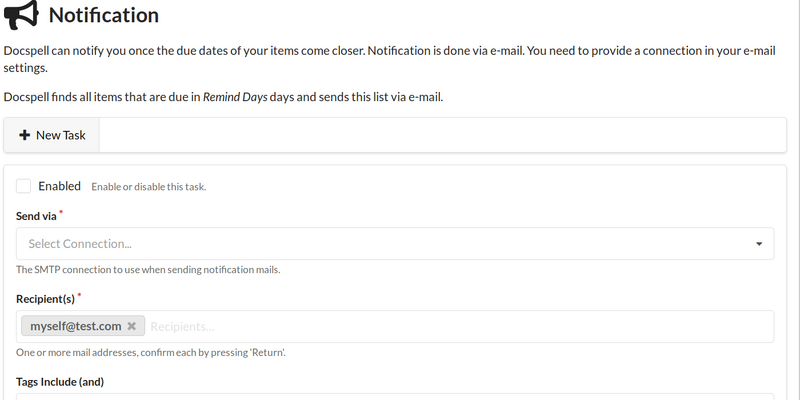 Notification
Docspell can notify you once the due dates of your items come closer. Notification is done via e-mail. You need to provide a connection in your e-mail
settings.
Docspell finds all items that are due in Remind Days days and sends this list via e-mail.
New Task
Enabled Enable or disable this task.
Send via *
Select Connection...
The SMTP connection to use when sending notification mails.
Recipient(s) *
myself@test.com Recipients...
One or more mail addresses, confirm each by pressing 'Return'.
Tags Include (and)